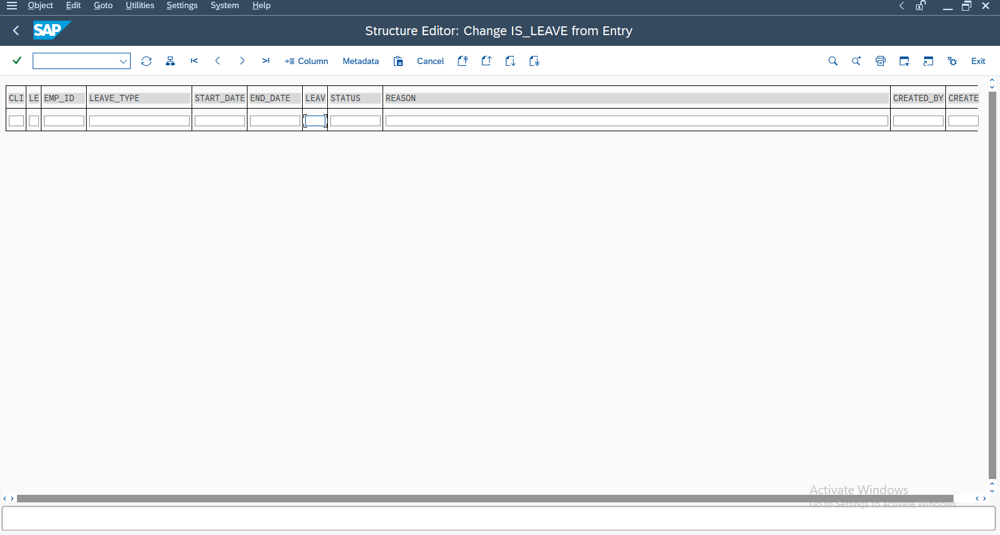 Object Edit Goto Utilities Settings System Help
SAP Structure Editor: Change IS_LEAVE from Entry
Column Metadata Cancel Exit
CLI LE EMP_ID LEAVE_TYPE START_DATE END_DATE LEAV STATUS REASON CREATED_BY CREATE
Activate Windows
Go to Settings to activate Windows.